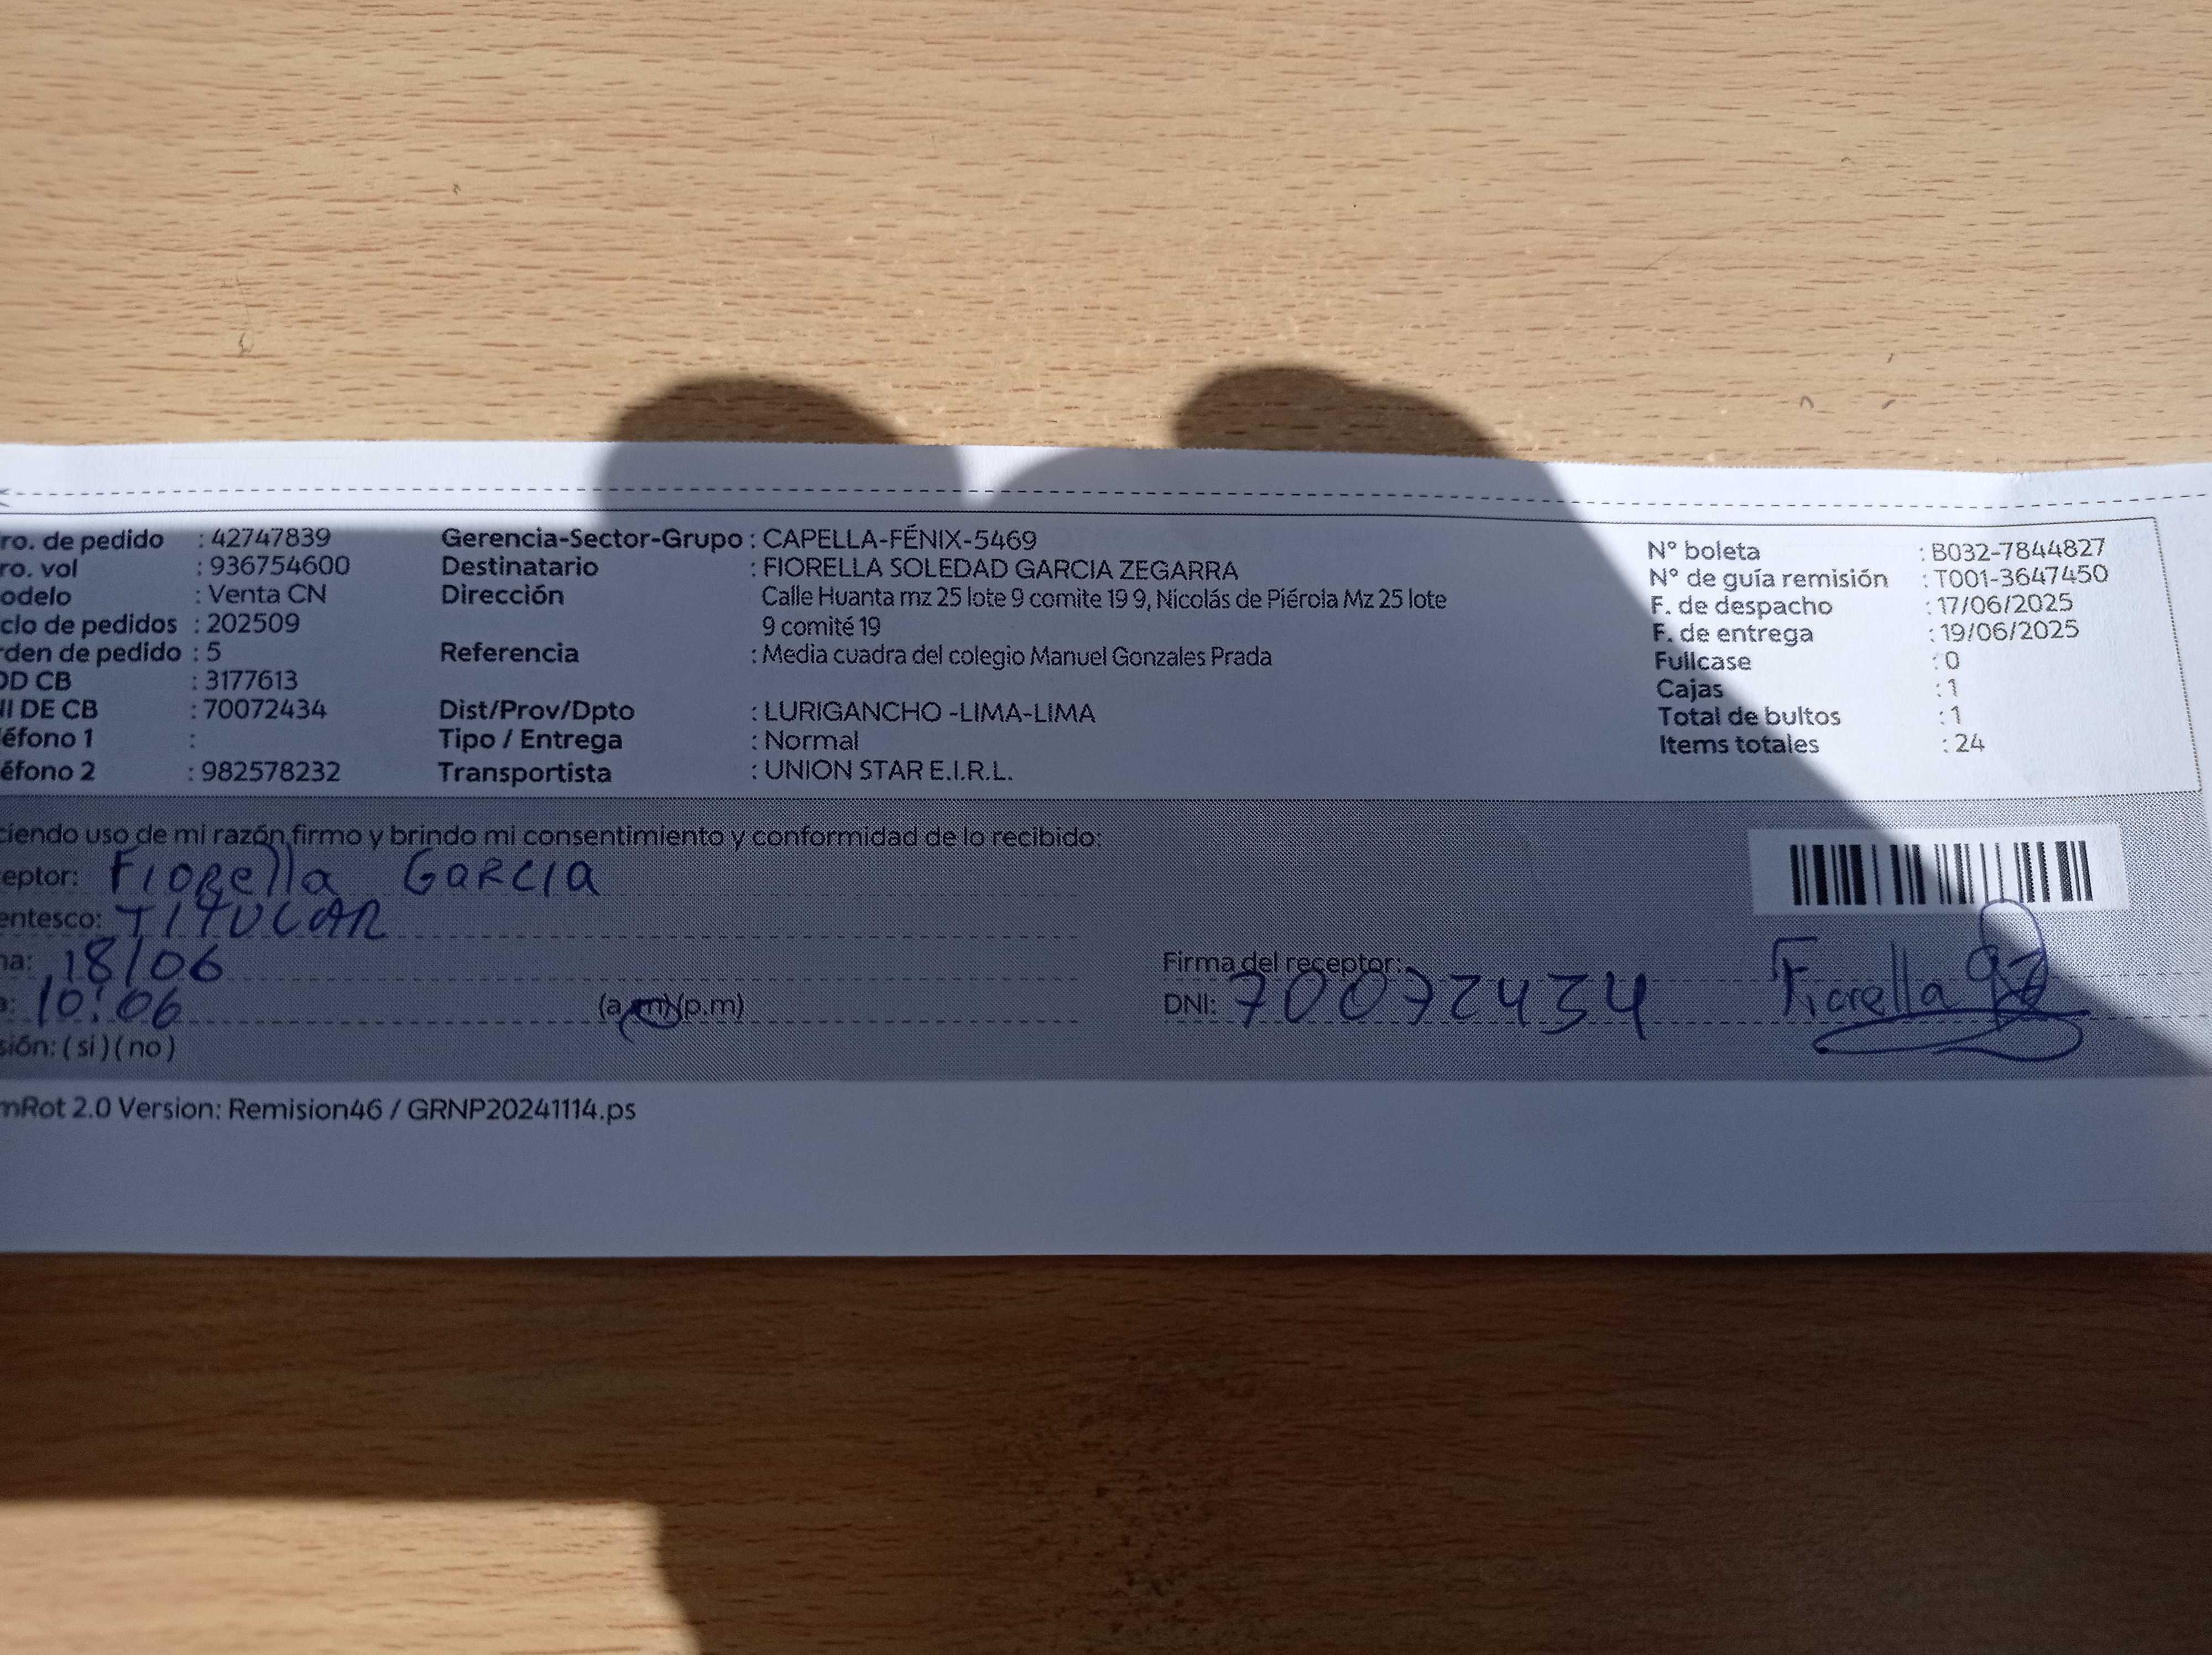 ro. de pedido : 42747839 Gerencia-Sector-Grupo : CAPELLA-FÉNIX-5469 N° boleta : B032-7844827
ro. vol : 936754600 Destinatario : FIORELLA SOLEDAD GARCIA ZEGARRA N° de guía remisión : T001-3647450
odelo : Venta CN Dirección Calle Huanta mz 25 lote 9 comite 19 9, Nicolás de Piérola Mz 25 lote F. de despacho : 17/06/2025
clo de pedidos : 202509 9 comité 19 F. de entrega : 19/06/2025
rden de pedido : 5 Referencia : Media cuadra del colegio Manuel Gonzales Prada Fullcase : 0
OD CB : 3177613 Cajas : 1
NI DE CB : 70072434 Dist/Prov/Dpto : LURIGANCHO -LIMA-LIMA Total de bultos : 1
léfono 1 : Tipo / Entrega : Normal Items totales : 24
éfono 2 : 982578232 Transportista : UNION STAR E.I.R.L.
ciendo uso de mi razón firmo y brindo mi consentimiento y conformidad de lo recibido:
eptor: Fiorella Garcia
entesco: TITULAR
ha: 18/06 Firma del receptor: Fiorella
a: 10:06 (a.m)(p.m) DNI: 70072434
sión: ( si ) ( no )
mRot 2.0 Version: Remision46 / GRNP20241114.ps